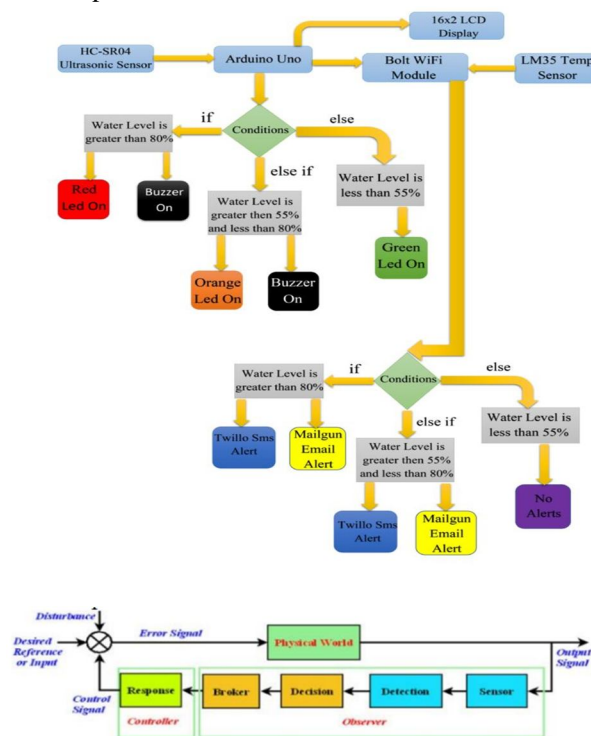 16x2 LCD
Display
HC-SR04
Ultrasonic Sensor
Arduino Uno
Bolt WiFi
Module
LM35 Temp
Sensor
if
Conditions
else
Water Level is
greater than 80%
else if
Water Level is
less than 55%
Red
Led On
Buzzer
On
Water Level is
greater then 55%
and less than 80%
Green
Led On
Orange
Led On
Buzzer
On
if
Conditions
else
Water Level is
greater than 80%
else if
Water Level is
less than 55%
Twillo Sms
Alert
Mailgun
Email
Alert
Water Level is
greater then 55%
and less than 80%
No
Alerts
Twillo Sms
Alert
Mailgun
Email
Alert
Disturbance
Desired
Reference
or Input
Error Signal
Physical World
Output
Signal
Control
Signal
Response
Broker
Decision
Detection
Sensor
Controller
Observer